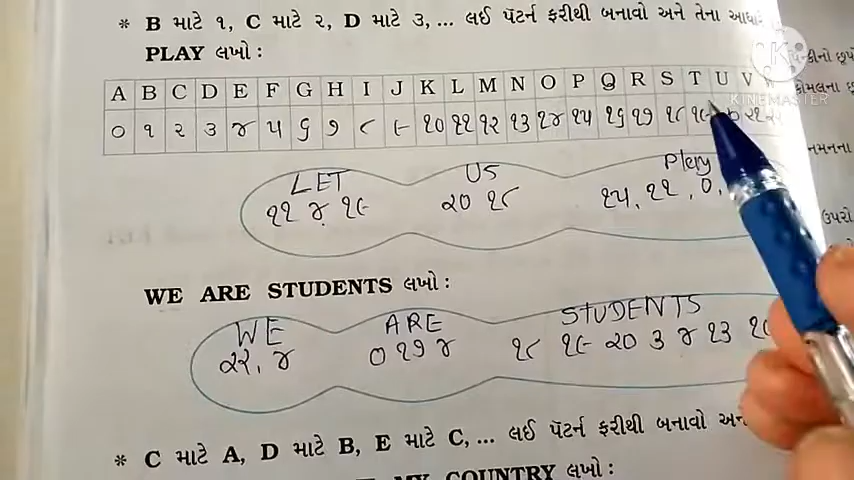 * B માટે ૧, C માટે ૨, D માટે ૩, ... લઈ પૅટર્ન ફરીથી બનાવો અને તેના આધારે
PLAY લખો :
A B C D E F G H I J K L M N O P Q R S T U V
૦ ૧ ૨ ૩ ૪ ૫ ૬ ૭ ૮ ૯ ૧૦ ૧૧ ૧૨ ૧૩ ૧૪ ૧૫ ૧૬ ૧૭ ૧૮ ૧૯ ૨૧
KINEMASTER
LET US Play
૧૧ ૪ ૧૯ ૨૦ ૧૮ ૧૫, ૧૧, ૦,
WE ARE STUDENTS લખો :
WE ARE STUDENTS
૨૨, ૪ ૦ ૧૭ ૪ ૧૮ ૧૯ ૨૦ ૩ ૪ ૧૩
* C માટે A, D માટે B, E માટે C, ... લઈ પૅટર્ન ફરીથી બનાવો
MY COUNTRY લખો :